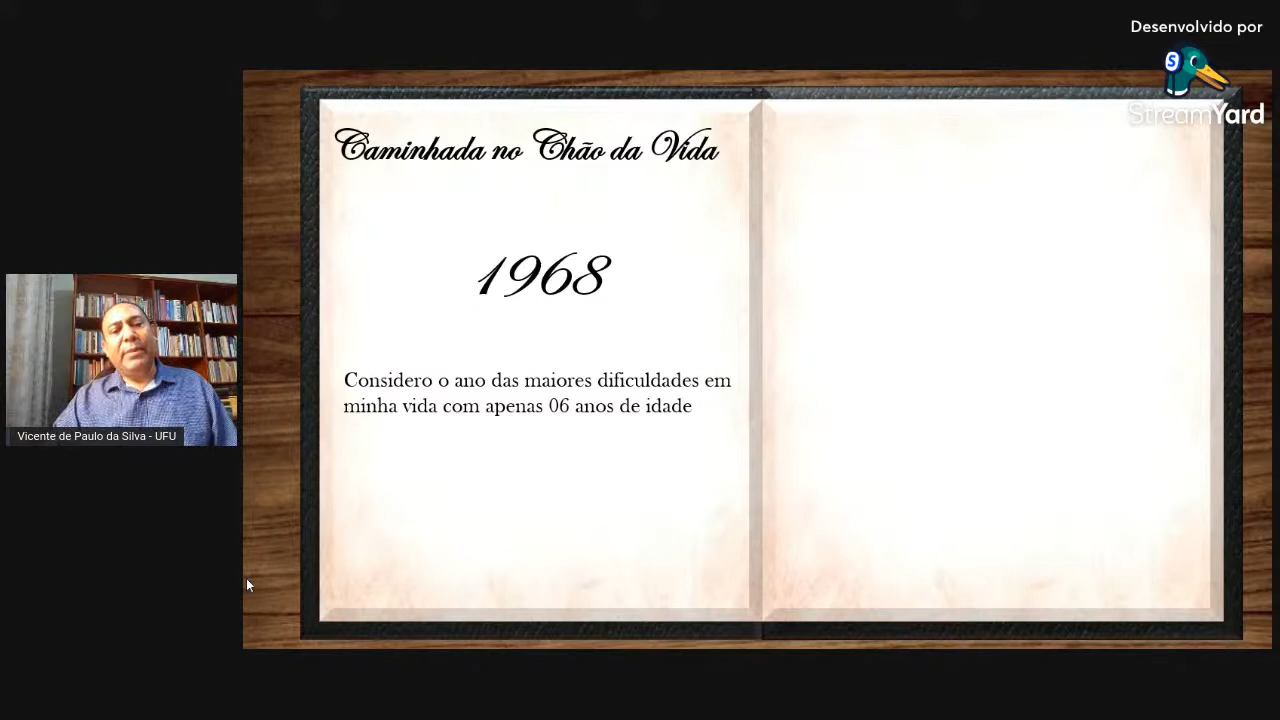 Desenvolvido por
S
StreamYard
Caminhada no Chão da Vida
1968
Considero o ano das maiores dificuldades em
minha vida com apenas 06 anos de idade
Vicente de Paulo da Silva - UFU